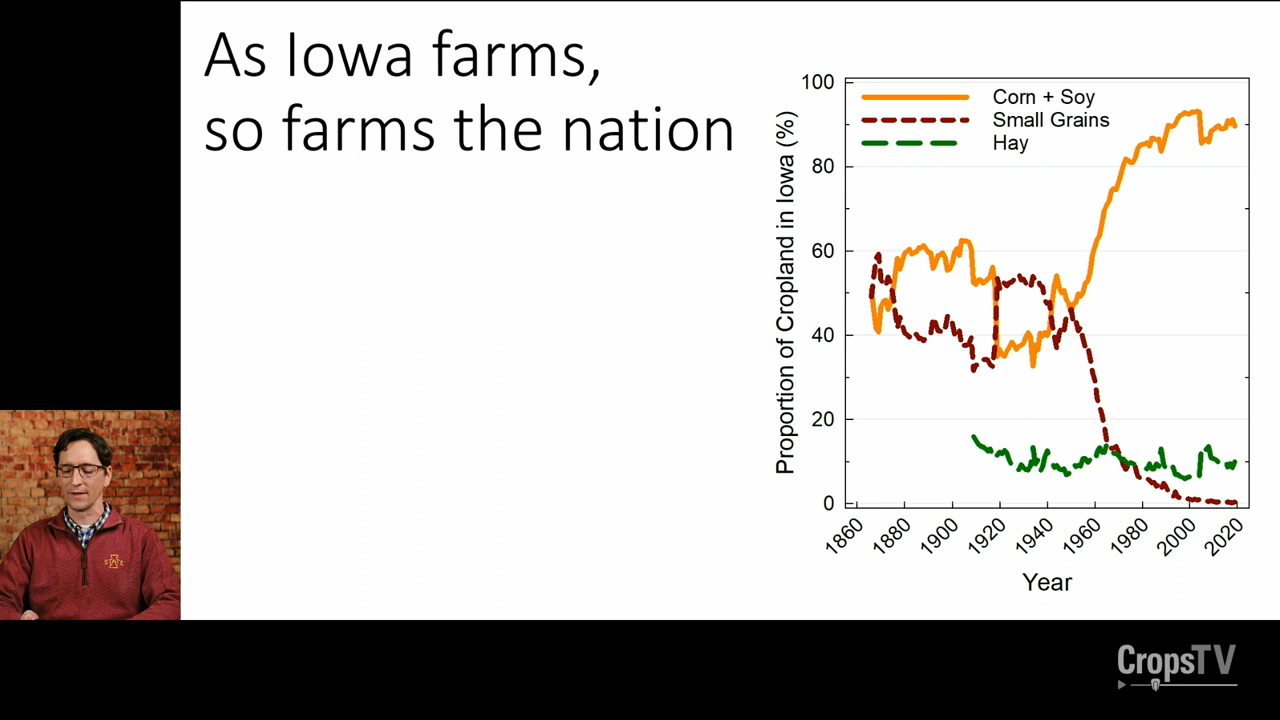 As Iowa farms,
so farms the nation
Corn + Soy
Small Grains
Hay
Proportion of Cropland in Iowa (%)
100
80
60
40
20
0
1860
1880
1900
1920
1940
1960
1980
2000
2020
Year
STATE
CropsTV